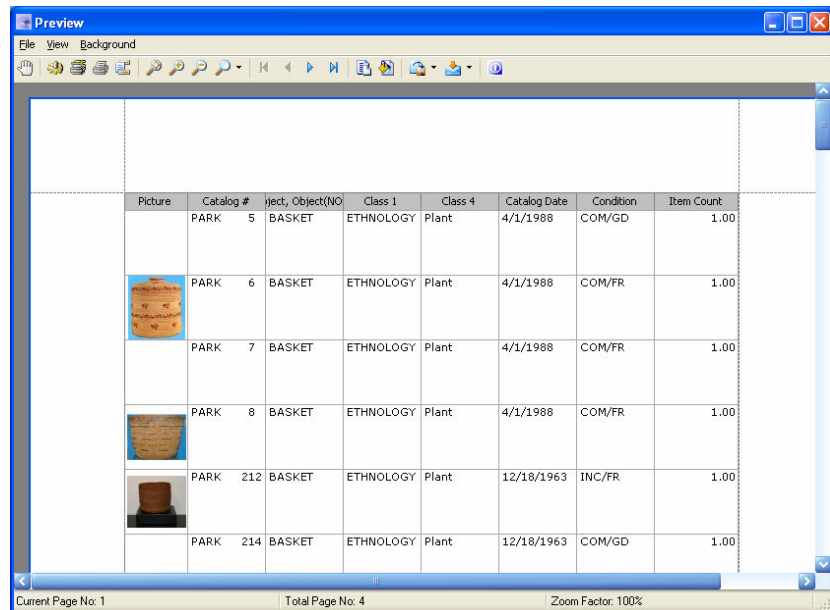 Preview
File View Background
Picture Catalog # ject, Object(NO Class 1 Class 4 Catalog Date Condition Item Count
PARK 5 BASKET ETHNOLOGY Plant 4/1/1988 COM/GD 1.00
PARK 6 BASKET ETHNOLOGY Plant 4/1/1988 COM/FR 1.00
PARK 7 BASKET ETHNOLOGY Plant 4/1/1988 COM/FR 1.00
PARK 8 BASKET ETHNOLOGY Plant 4/1/1988 COM/FR 1.00
PARK 212 BASKET ETHNOLOGY Plant 12/18/1963 INC/FR 1.00
PARK 214 BASKET ETHNOLOGY Plant 12/18/1963 COM/GD 1.00
Current Page No: 1 Total Page No: 4 Zoom Factor: 100%